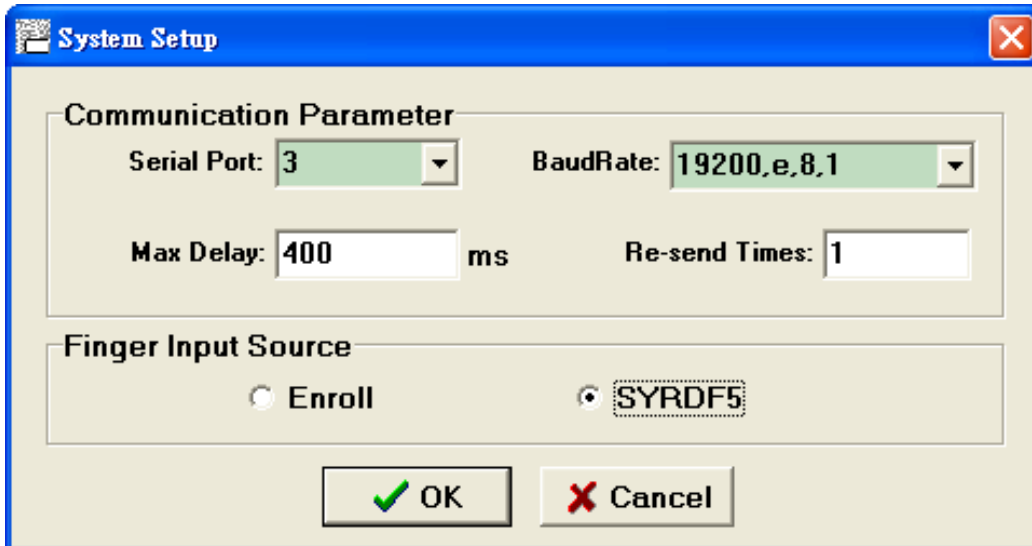 System Setup
Communication Parameter
Serial Port: 3 BaudRate: 19200,e,8,1
Max Delay: 400 ms Re-send Times: 1
Finger Input Source
Enroll SYRDF5
OK Cancel